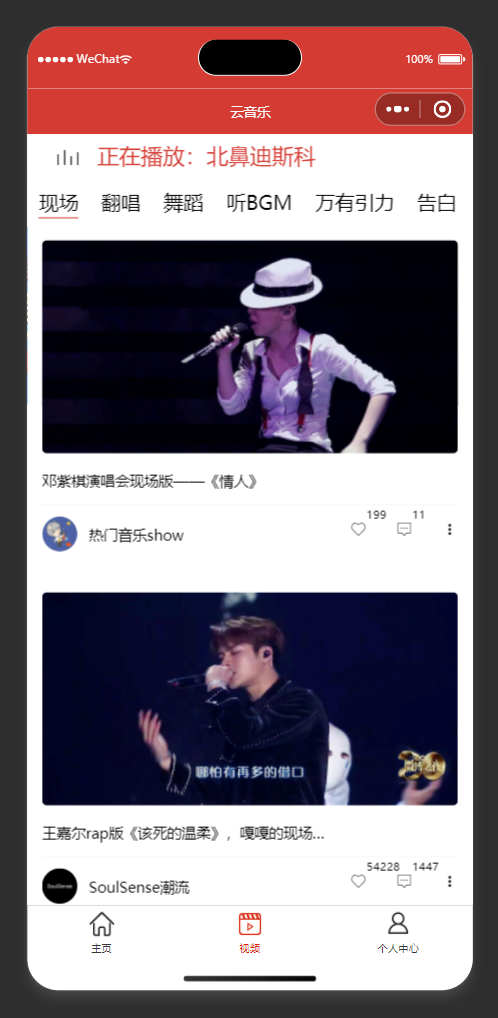 WeChat
100%
云音乐
正在播放：北鼻迪斯科
现场 翻唱 舞蹈 听BGM 万有引力 告白
邓紫棋演唱会现场版——《情人》
热门音乐show
199
11
哪怕有再多的借口
王嘉尔rap版《该死的温柔》，嘎嘎的现场...
SoulSense
SoulSense潮流
54228
1447
主页
视频
个人中心